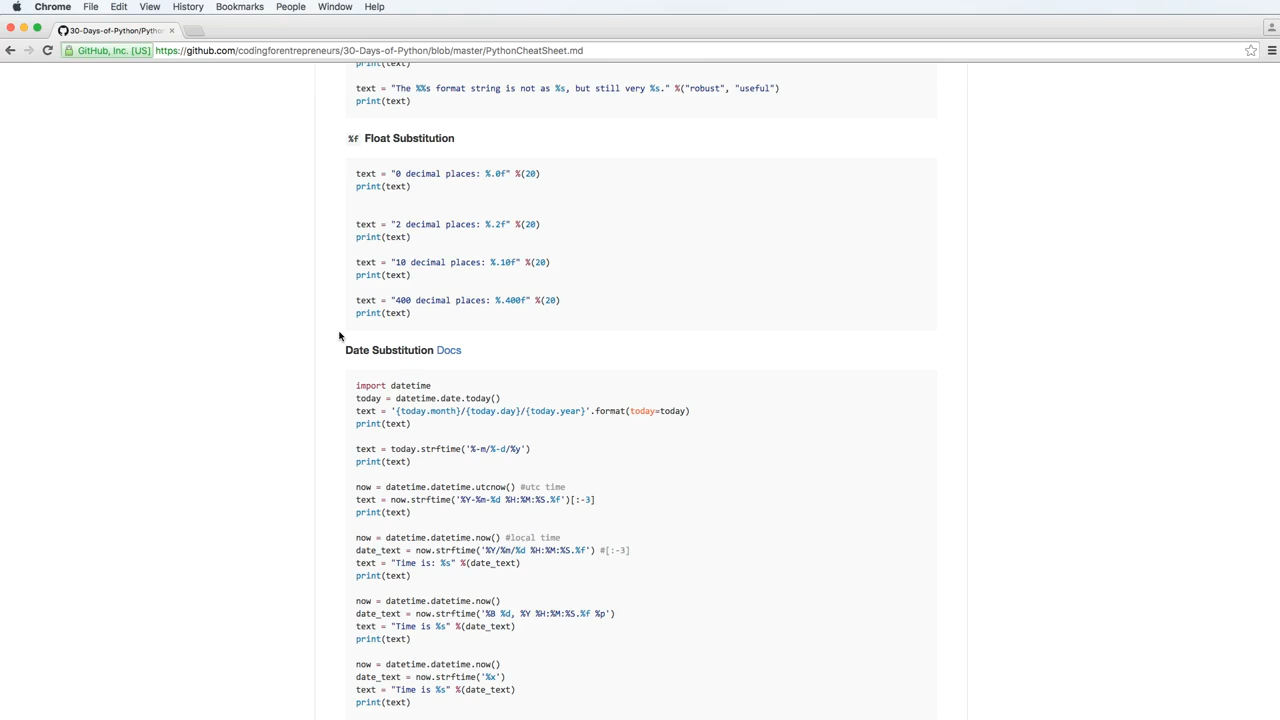 Chrome File Edit View History Bookmarks People Window Help
30-Days-of-Python/Python
GitHub, Inc. [US] https://github.com/codingforentrepreneurs/30-Days-of-Python/blob/master/PythonCheatSheet.md
print(text)
text = "The %%s format string is not as %s, but still very %s." %("robust", "useful")
print(text)
%f Float Substitution
text = "0 decimal places: %.0f" %(20)
print(text)
text = "2 decimal places: %.2f" %(20)
print(text)
text = "10 decimal places: %.10f" %(20)
print(text)
text = "400 decimal places: %.400f" %(20)
print(text)
Date Substitution Docs
import datetime
today = datetime.date.today()
text = '{today.month}/{today.day}/{today.year}'.format(today=today)
print(text)
text = today.strftime('%-m/%-d/%y')
print(text)
now = datetime.datetime.utcnow() #utc time
text = now.strftime('%Y-%m-%d %H:%M:%S.%f')[:-3]
print(text)
now = datetime.datetime.now() #local time
date_text = now.strftime('%Y/%m/%d %H:%M:%S.%f') #[:-3]
text = "Time is: %s" %(date_text)
print(text)
now = datetime.datetime.now()
date_text = now.strftime('%B %d, %Y %H:%M:%S.%f %p')
text = "Time is %s" %(date_text)
print(text)
now = datetime.datetime.now()
date_text = now.strftime('%x')
text = "Time is %s" %(date_text)
print(text)